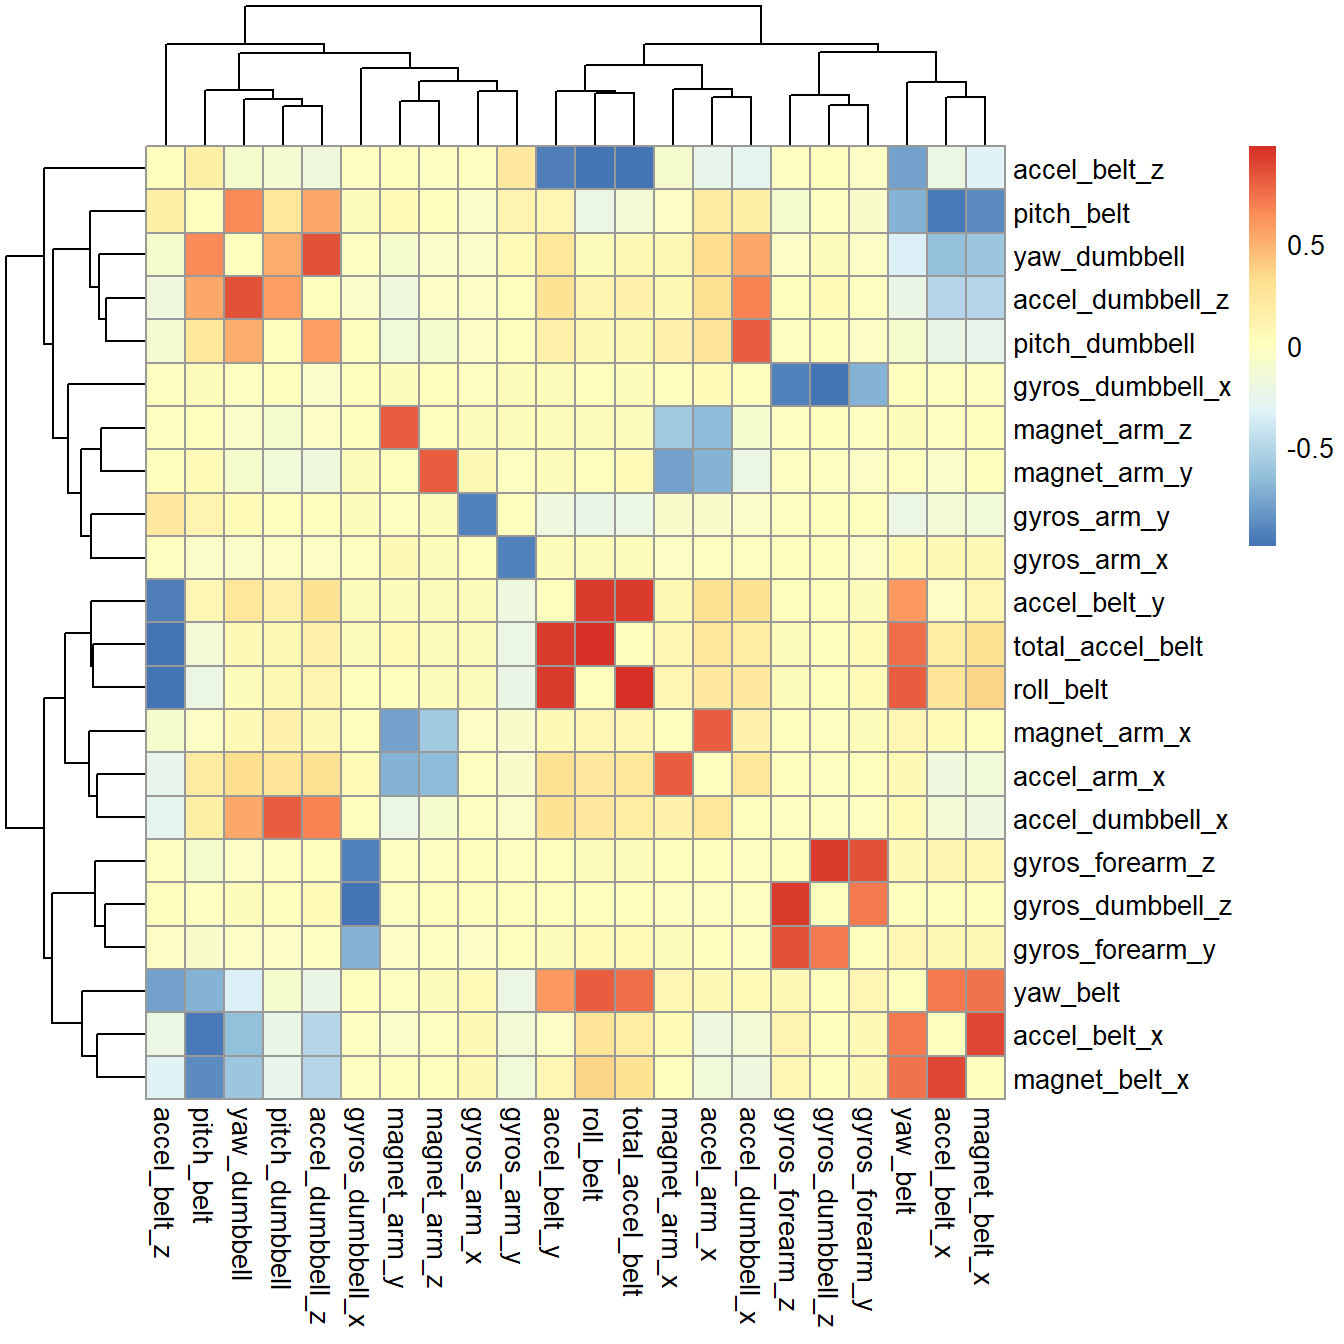 accel_belt_z
pitch_belt
yaw_dumbbell
accel_dumbbell_z
pitch_dumbbell
gyros_dumbbell_x
magnet_arm_z
magnet_arm_y
gyros_arm_y
gyros_arm_x
accel_belt_y
total_accel_belt
roll_belt
magnet_arm_x
accel_arm_x
accel_dumbbell_x
gyros_forearm_z
gyros_dumbbell_z
gyros_forearm_y
yaw_belt
accel_belt_x
magnet_belt_x
0.5
0
-0.5
accel_belt_z
pitch_belt
yaw_dumbbell
pitch_dumbbell
accel_dumbbell_z
gyros_dumbbell_x
magnet_arm_y
magnet_arm_z
gyros_arm_x
gyros_arm_y
accel_belt_y
roll_belt
total_accel_belt
magnet_arm_x
accel_arm_x
accel_dumbbell_x
gyros_forearm_z
gyros_dumbbell_z
gyros_forearm_y
yaw_belt
accel_belt_x
magnet_belt_x